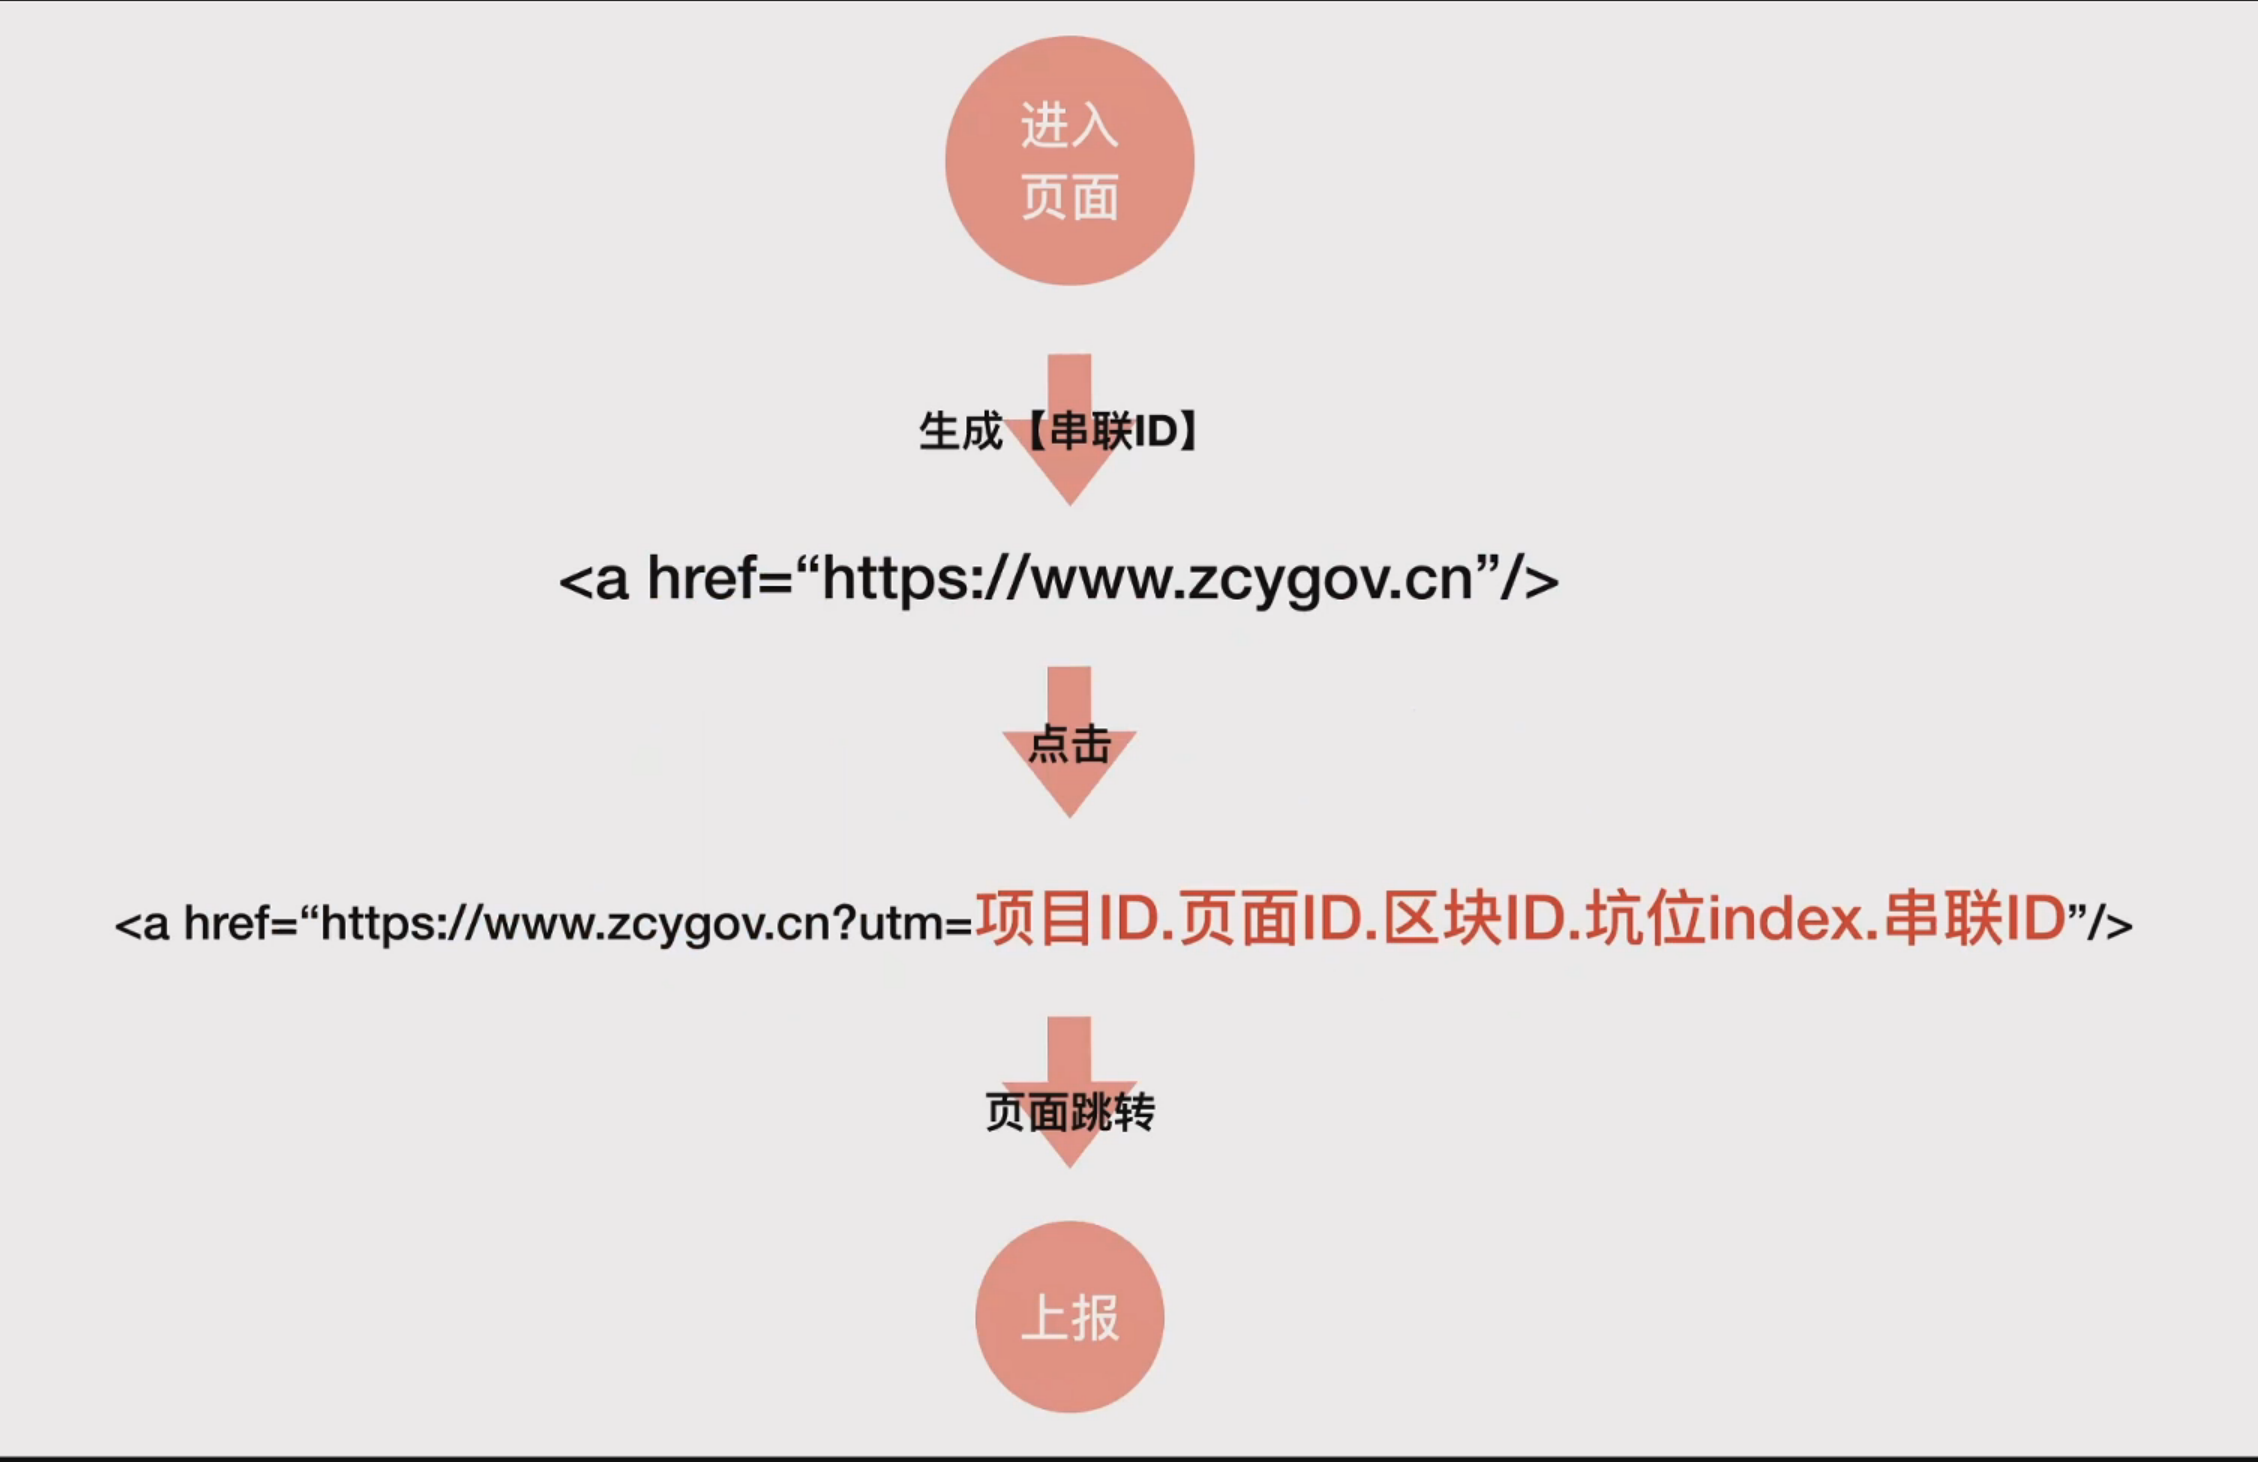 进入
页面
生成【串联ID】
<a href=“https://www.zcygov.cn”/>
点击
<a href=“https://www.zcygov.cn?utm=项目ID.页面ID.区块ID.坑位index.串联ID”/>
页面跳转
上报